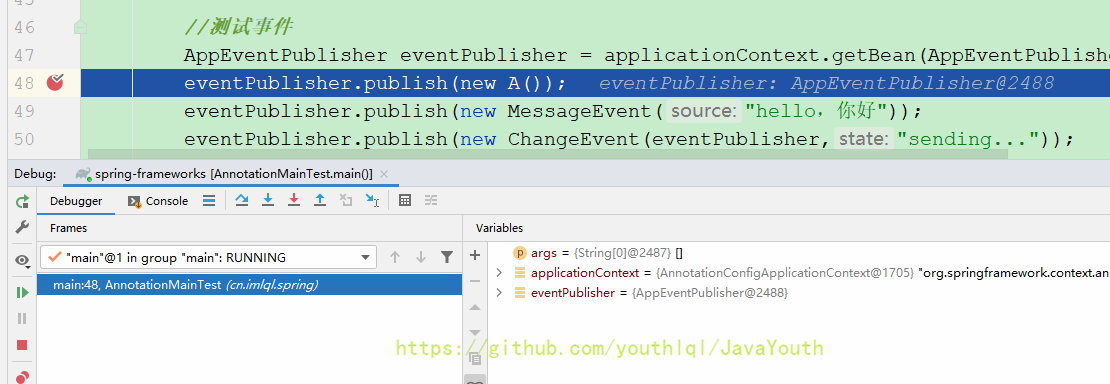 46 //测试事件
47 AppEventPublisher eventPublisher = applicationContext.getBean(AppEventPublishe
48 eventPublisher.publish(new A()); eventPublisher: AppEventPublisher@2488
49 eventPublisher.publish(new MessageEvent( source: "hello, 你好"));
50 eventPublisher.publish(new ChangeEvent(eventPublisher, state: "sending..."));
Debug: spring-frameworks [AnnotationMainTest.main()]
Debugger Console
Frames Variables
"main"@1 in group "main": RUNNING
args = {String[0]@2487} []
main:48, AnnotationMainTest (cn.imlql.spring)
applicationContext = {AnnotationConfigApplicationContext@1705} "org.springframework.context.an
eventPublisher = {AppEventPublisher@2488}
https://github.com/youthlql/JavaYouth